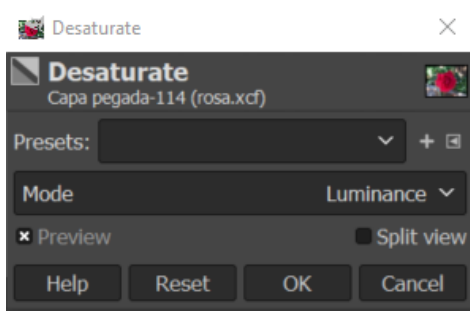 Desaturate
Desaturate
Capa pegada-114 (rosa.xcf)
Presets:
Mode Luminance
Preview Split view
Help Reset OK Cancel